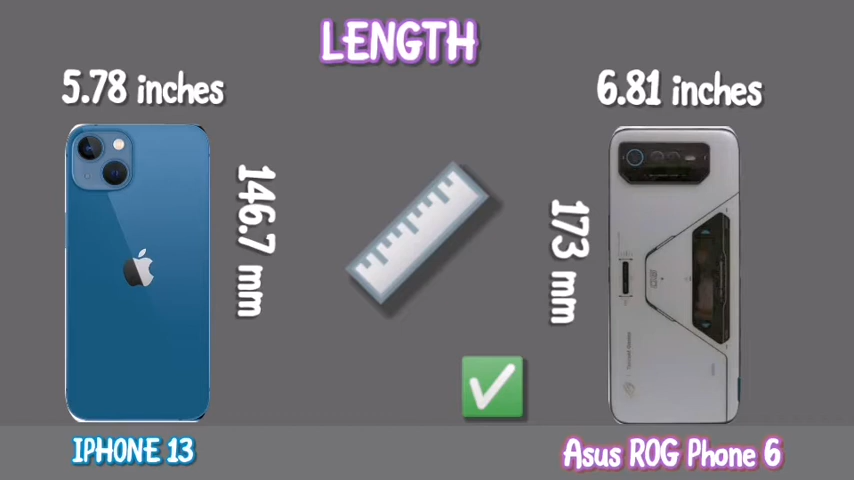 LENGTH
5.78 inches
6.81 inches
146.7 mm
173 mm
IPHONE 13
Asus ROG Phone 6